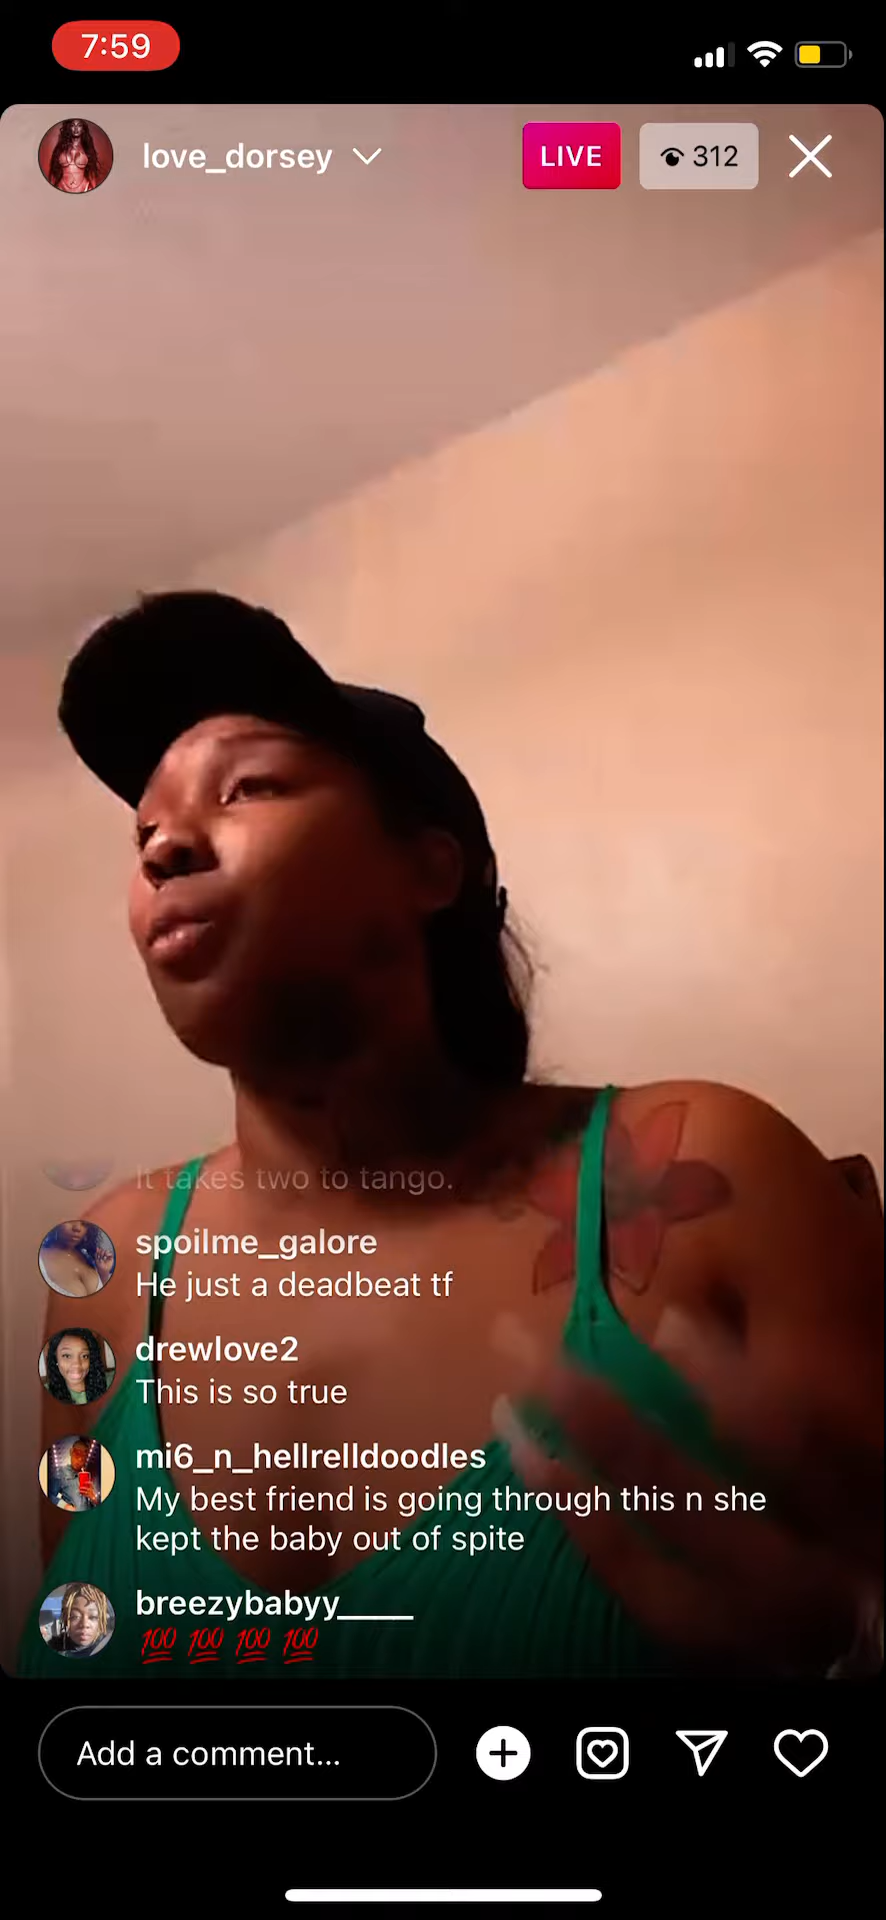 7:59
love_dorsey
LIVE
312
It takes two to tango.
spoilme_galore
He just a deadbeat tf
drewlove2
This is so true
mi6_n_hellrelldoodles
My best friend is going through this n she
kept the baby out of spite
breezybabyy_____
💯 💯 💯 💯
Add a comment...